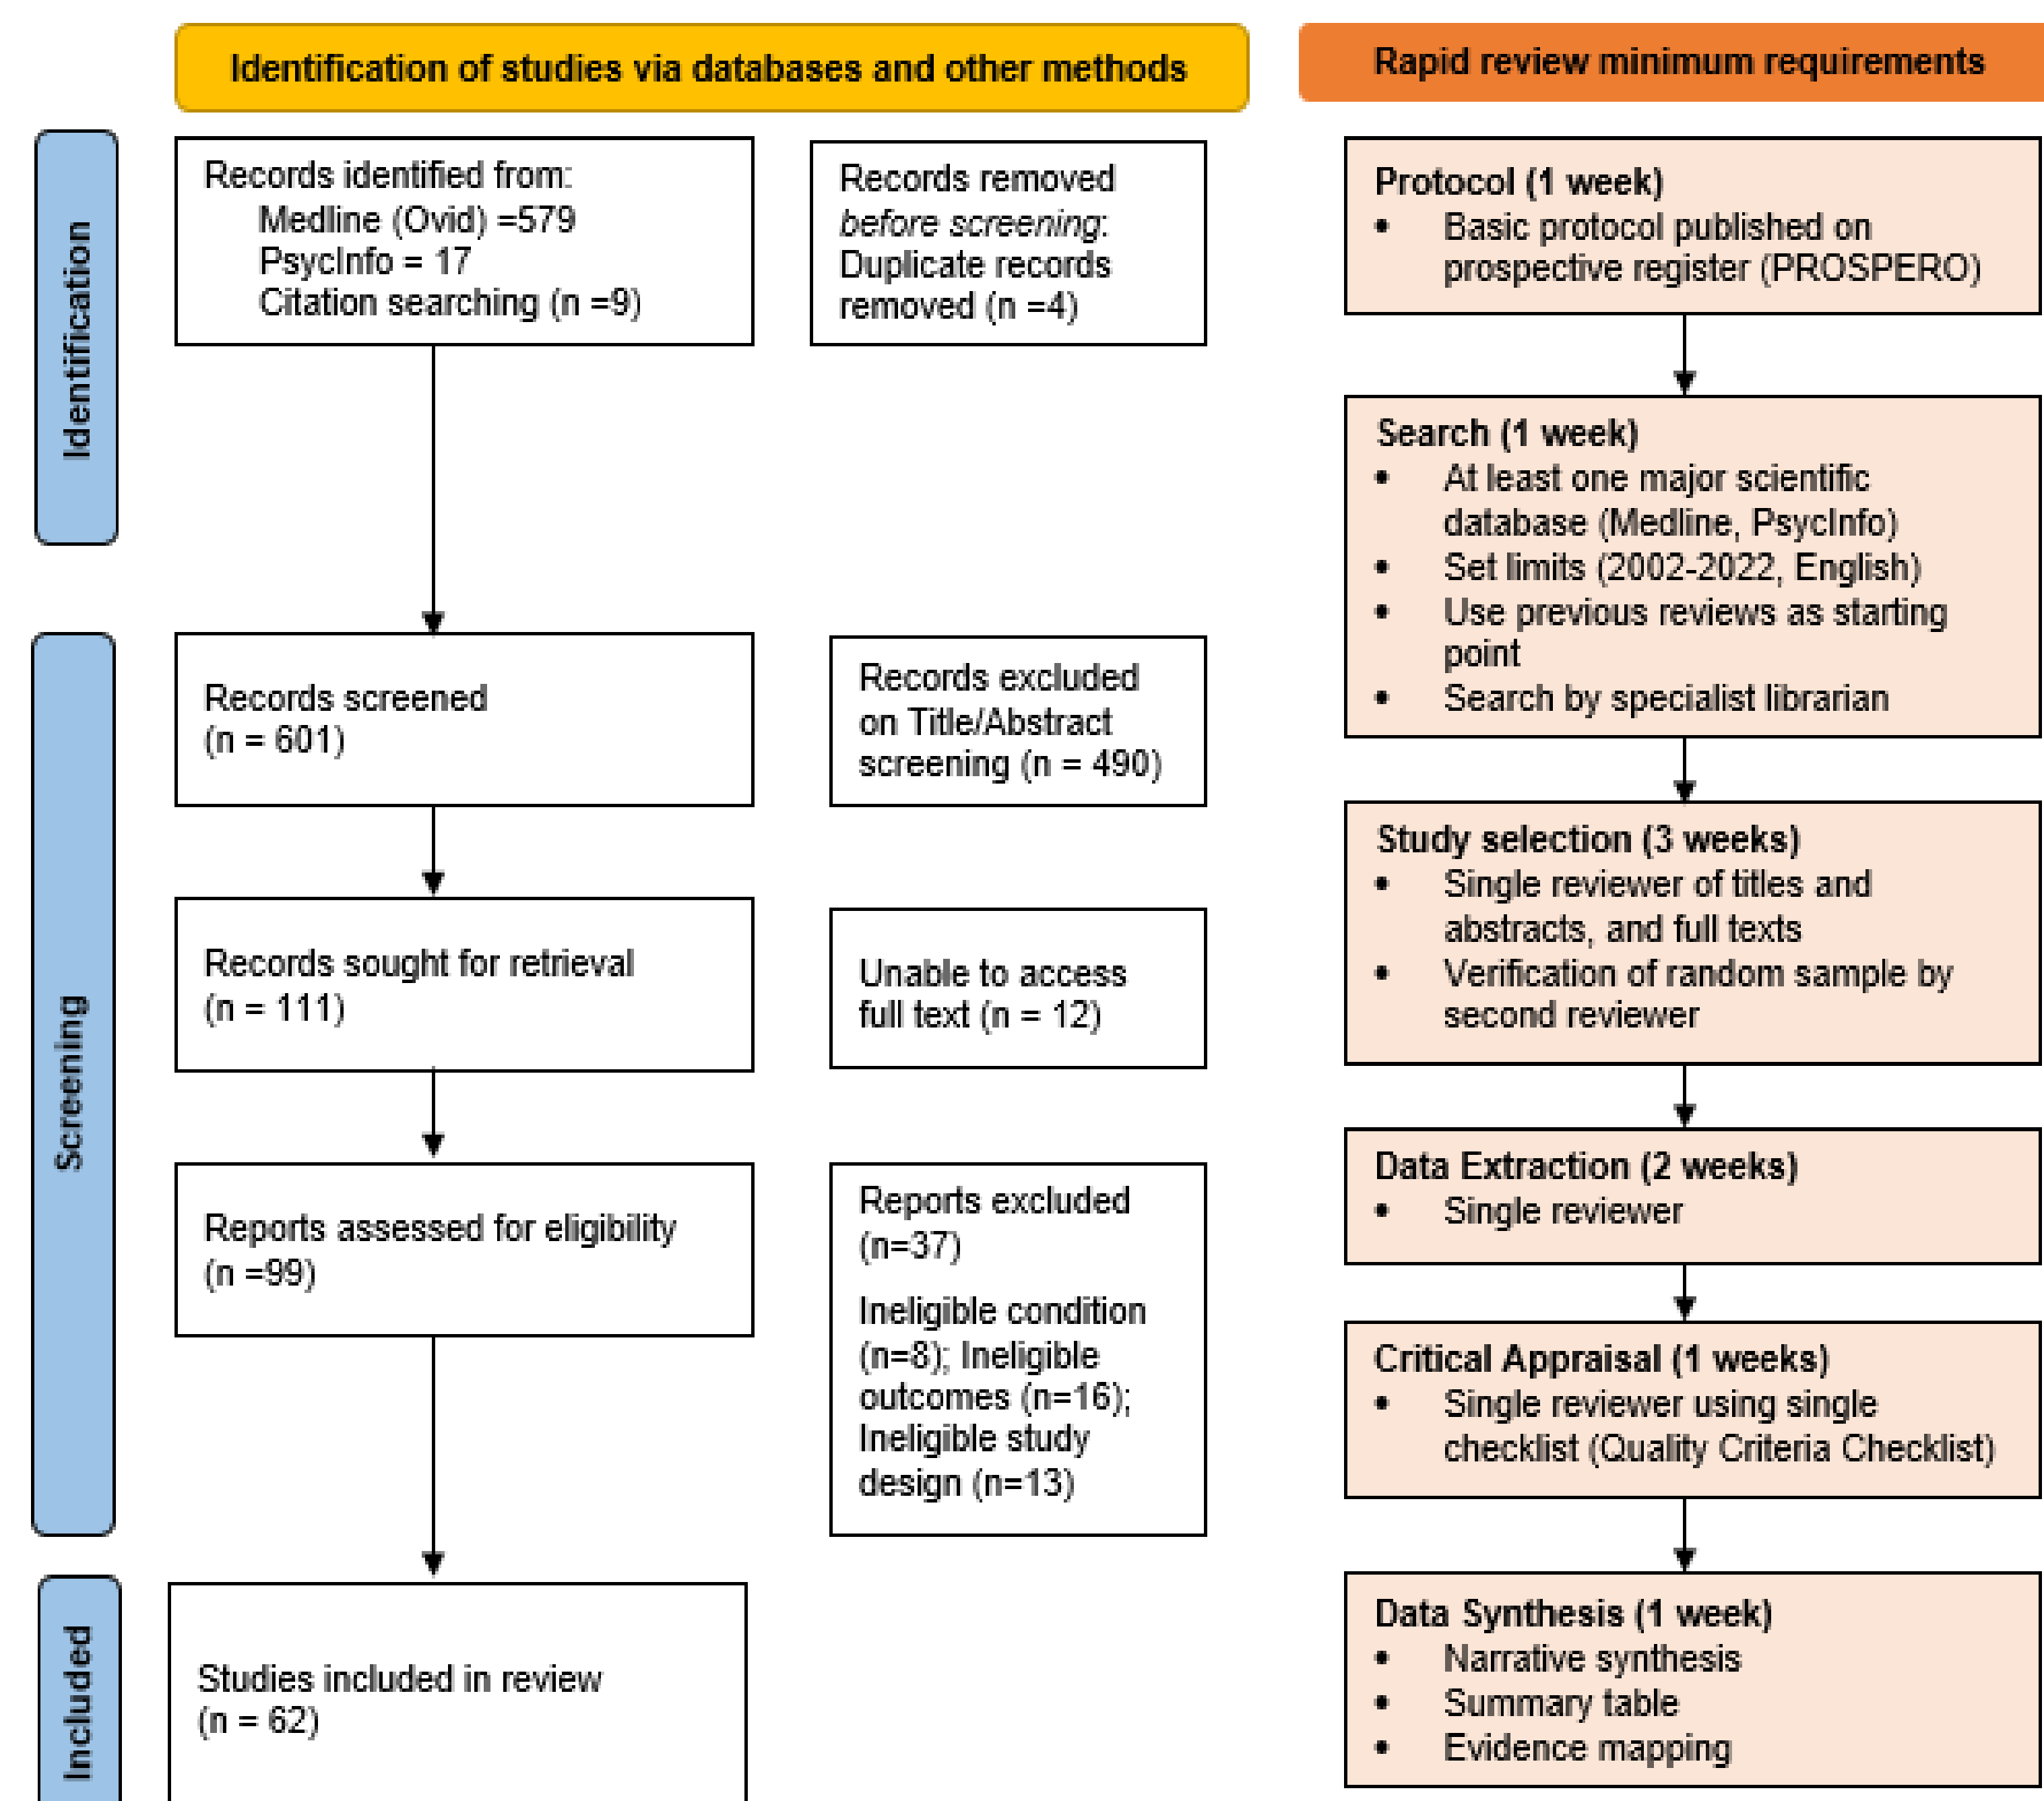 Identification of studies via databases and other methods
Rapid review minimum requirements
Identification
Records identified from:
Medline (Ovid) =579
PsycInfo = 17
Citation searching (n =9)
Records removed
before screening:
Duplicate records
removed (n =4)
Screening
Records screened
(n = 601)
Records excluded
on Title/Abstract
screening (n = 490)
Records sought for retrieval
(n = 111)
Unable to access
full text (n = 12)
Reports assessed for eligibility
(n =99)
Reports excluded
(n=37)
Ineligible condition
(n=8); Ineligible
outcomes (n=16);
Ineligible study
design (n=13)
Included
Studies included in review
(n = 62)
Protocol (1 week)
• Basic protocol published on
prospective register (PROSPERO)
Search (1 week)
• At least one major scientific
database (Medline, PsycInfo)
• Set limits (2002-2022, English)
• Use previous reviews as starting
point
• Search by specialist librarian
Study selection (3 weeks)
• Single reviewer of titles and
abstracts, and full texts
• Verification of random sample by
second reviewer
Data Extraction (2 weeks)
• Single reviewer
Critical Appraisal (1 weeks)
• Single reviewer using single
checklist (Quality Criteria Checklist)
Data Synthesis (1 week)
• Narrative synthesis
• Summary table
• Evidence mapping